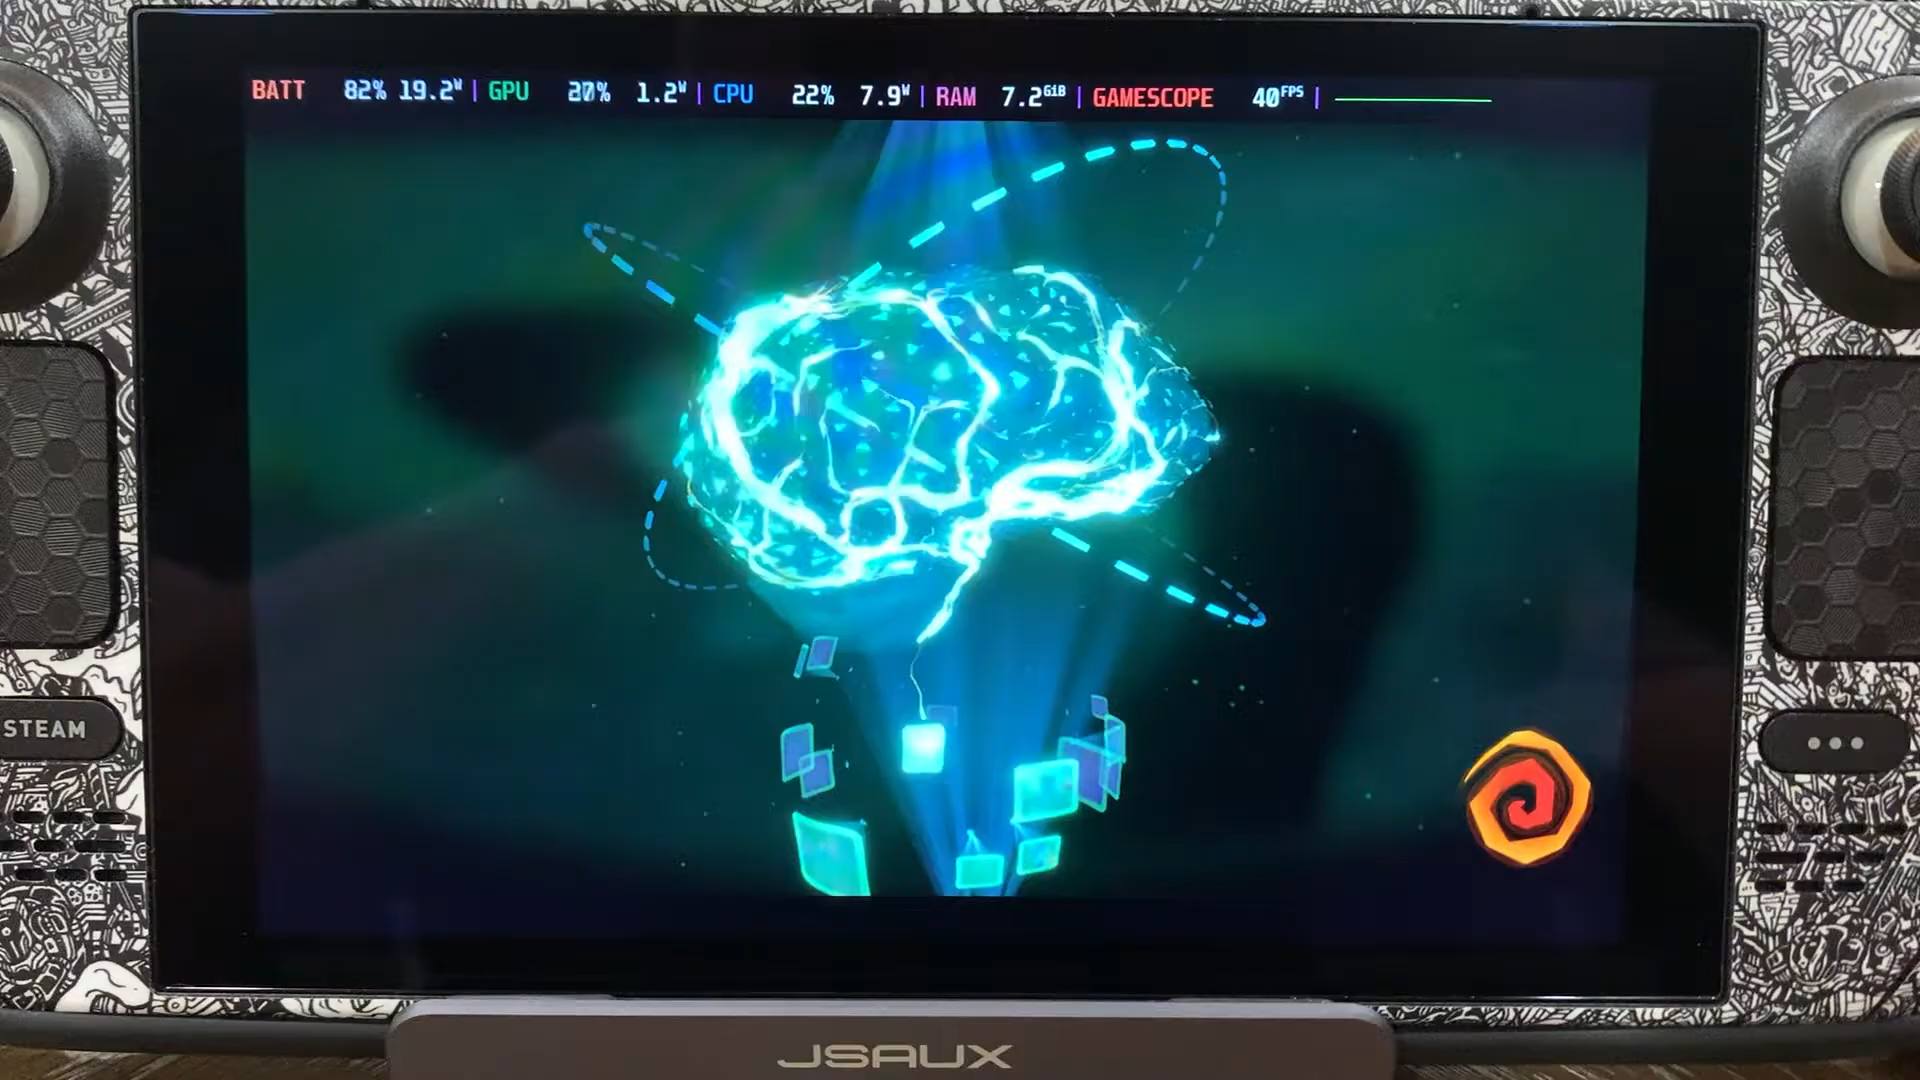 BATT 82% 19.2W | GPU 20% 1.2W | CPU 22% 7.9W | RAM 7.2GiB | GAMESCOPE 40FPS |
STEAM
JSAUX